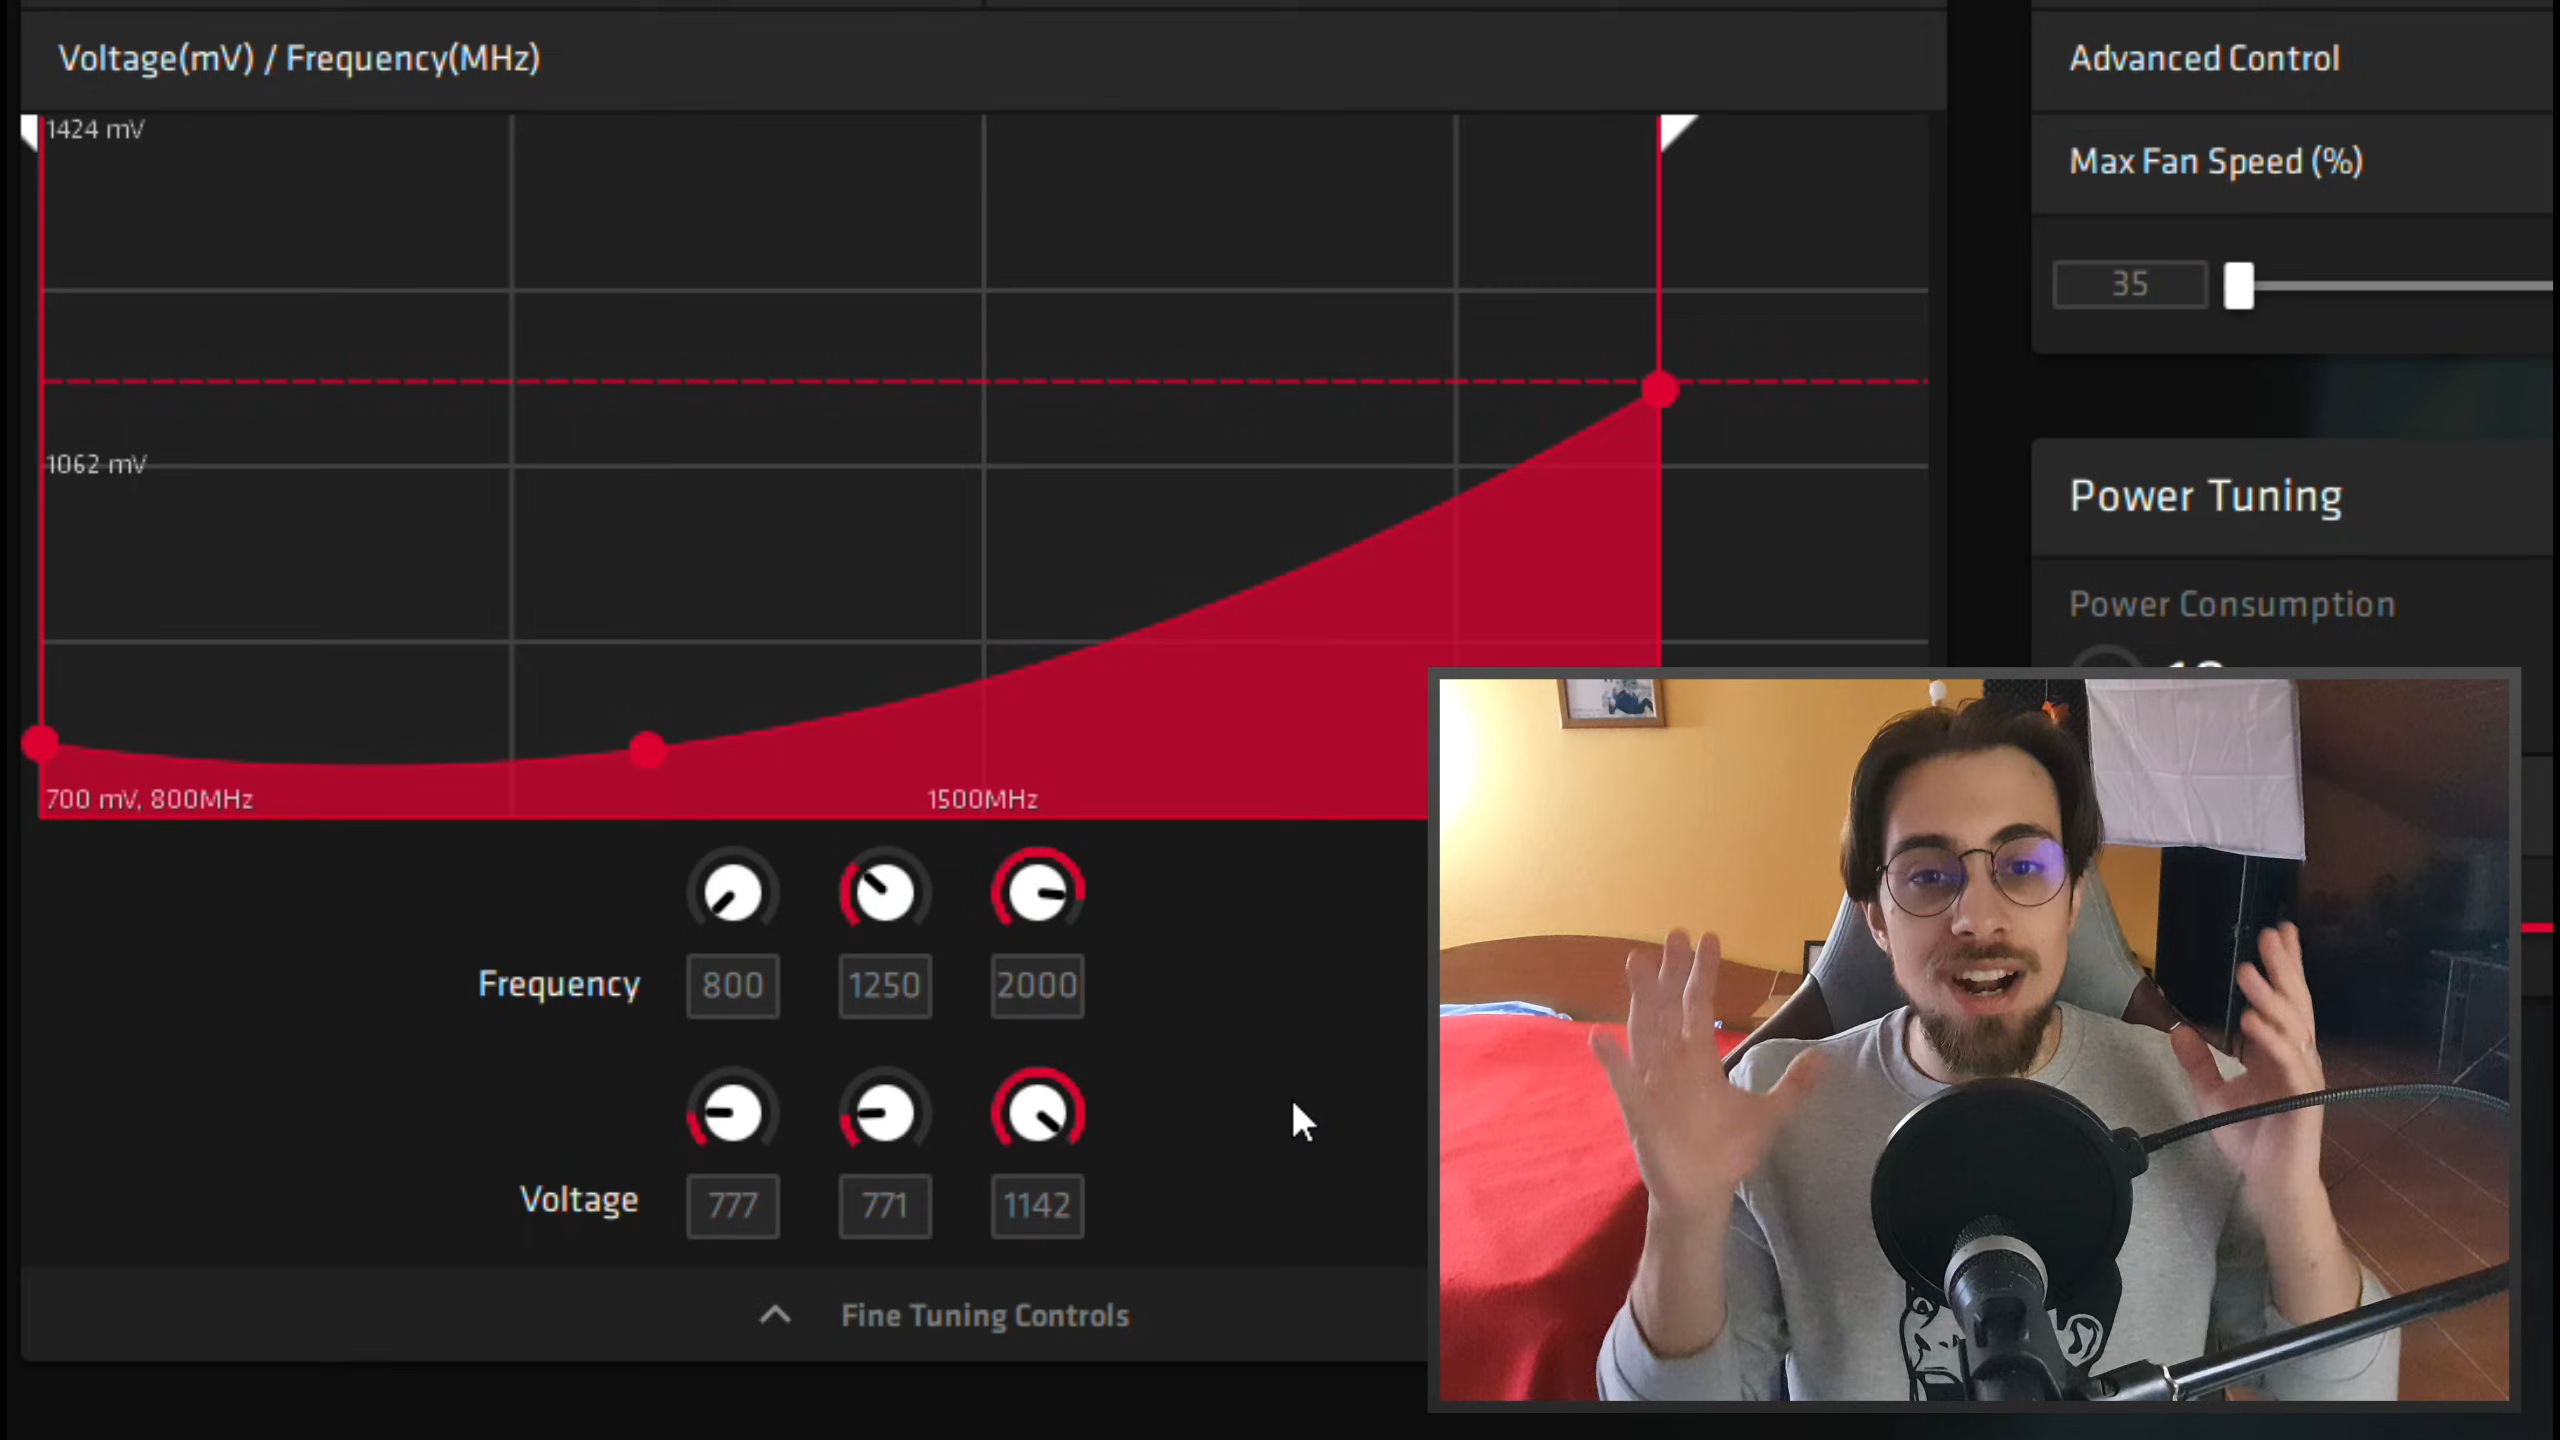 Voltage(mV) / Frequency(MHz)
1424 mV
1062 mV
700 mV, 800MHz
1500MHz
Frequency
800
1250
2000
Voltage
777
771
1142
Fine Tuning Controls
Advanced Control
Max Fan Speed (%)
35
Power Tuning
Power Consumption